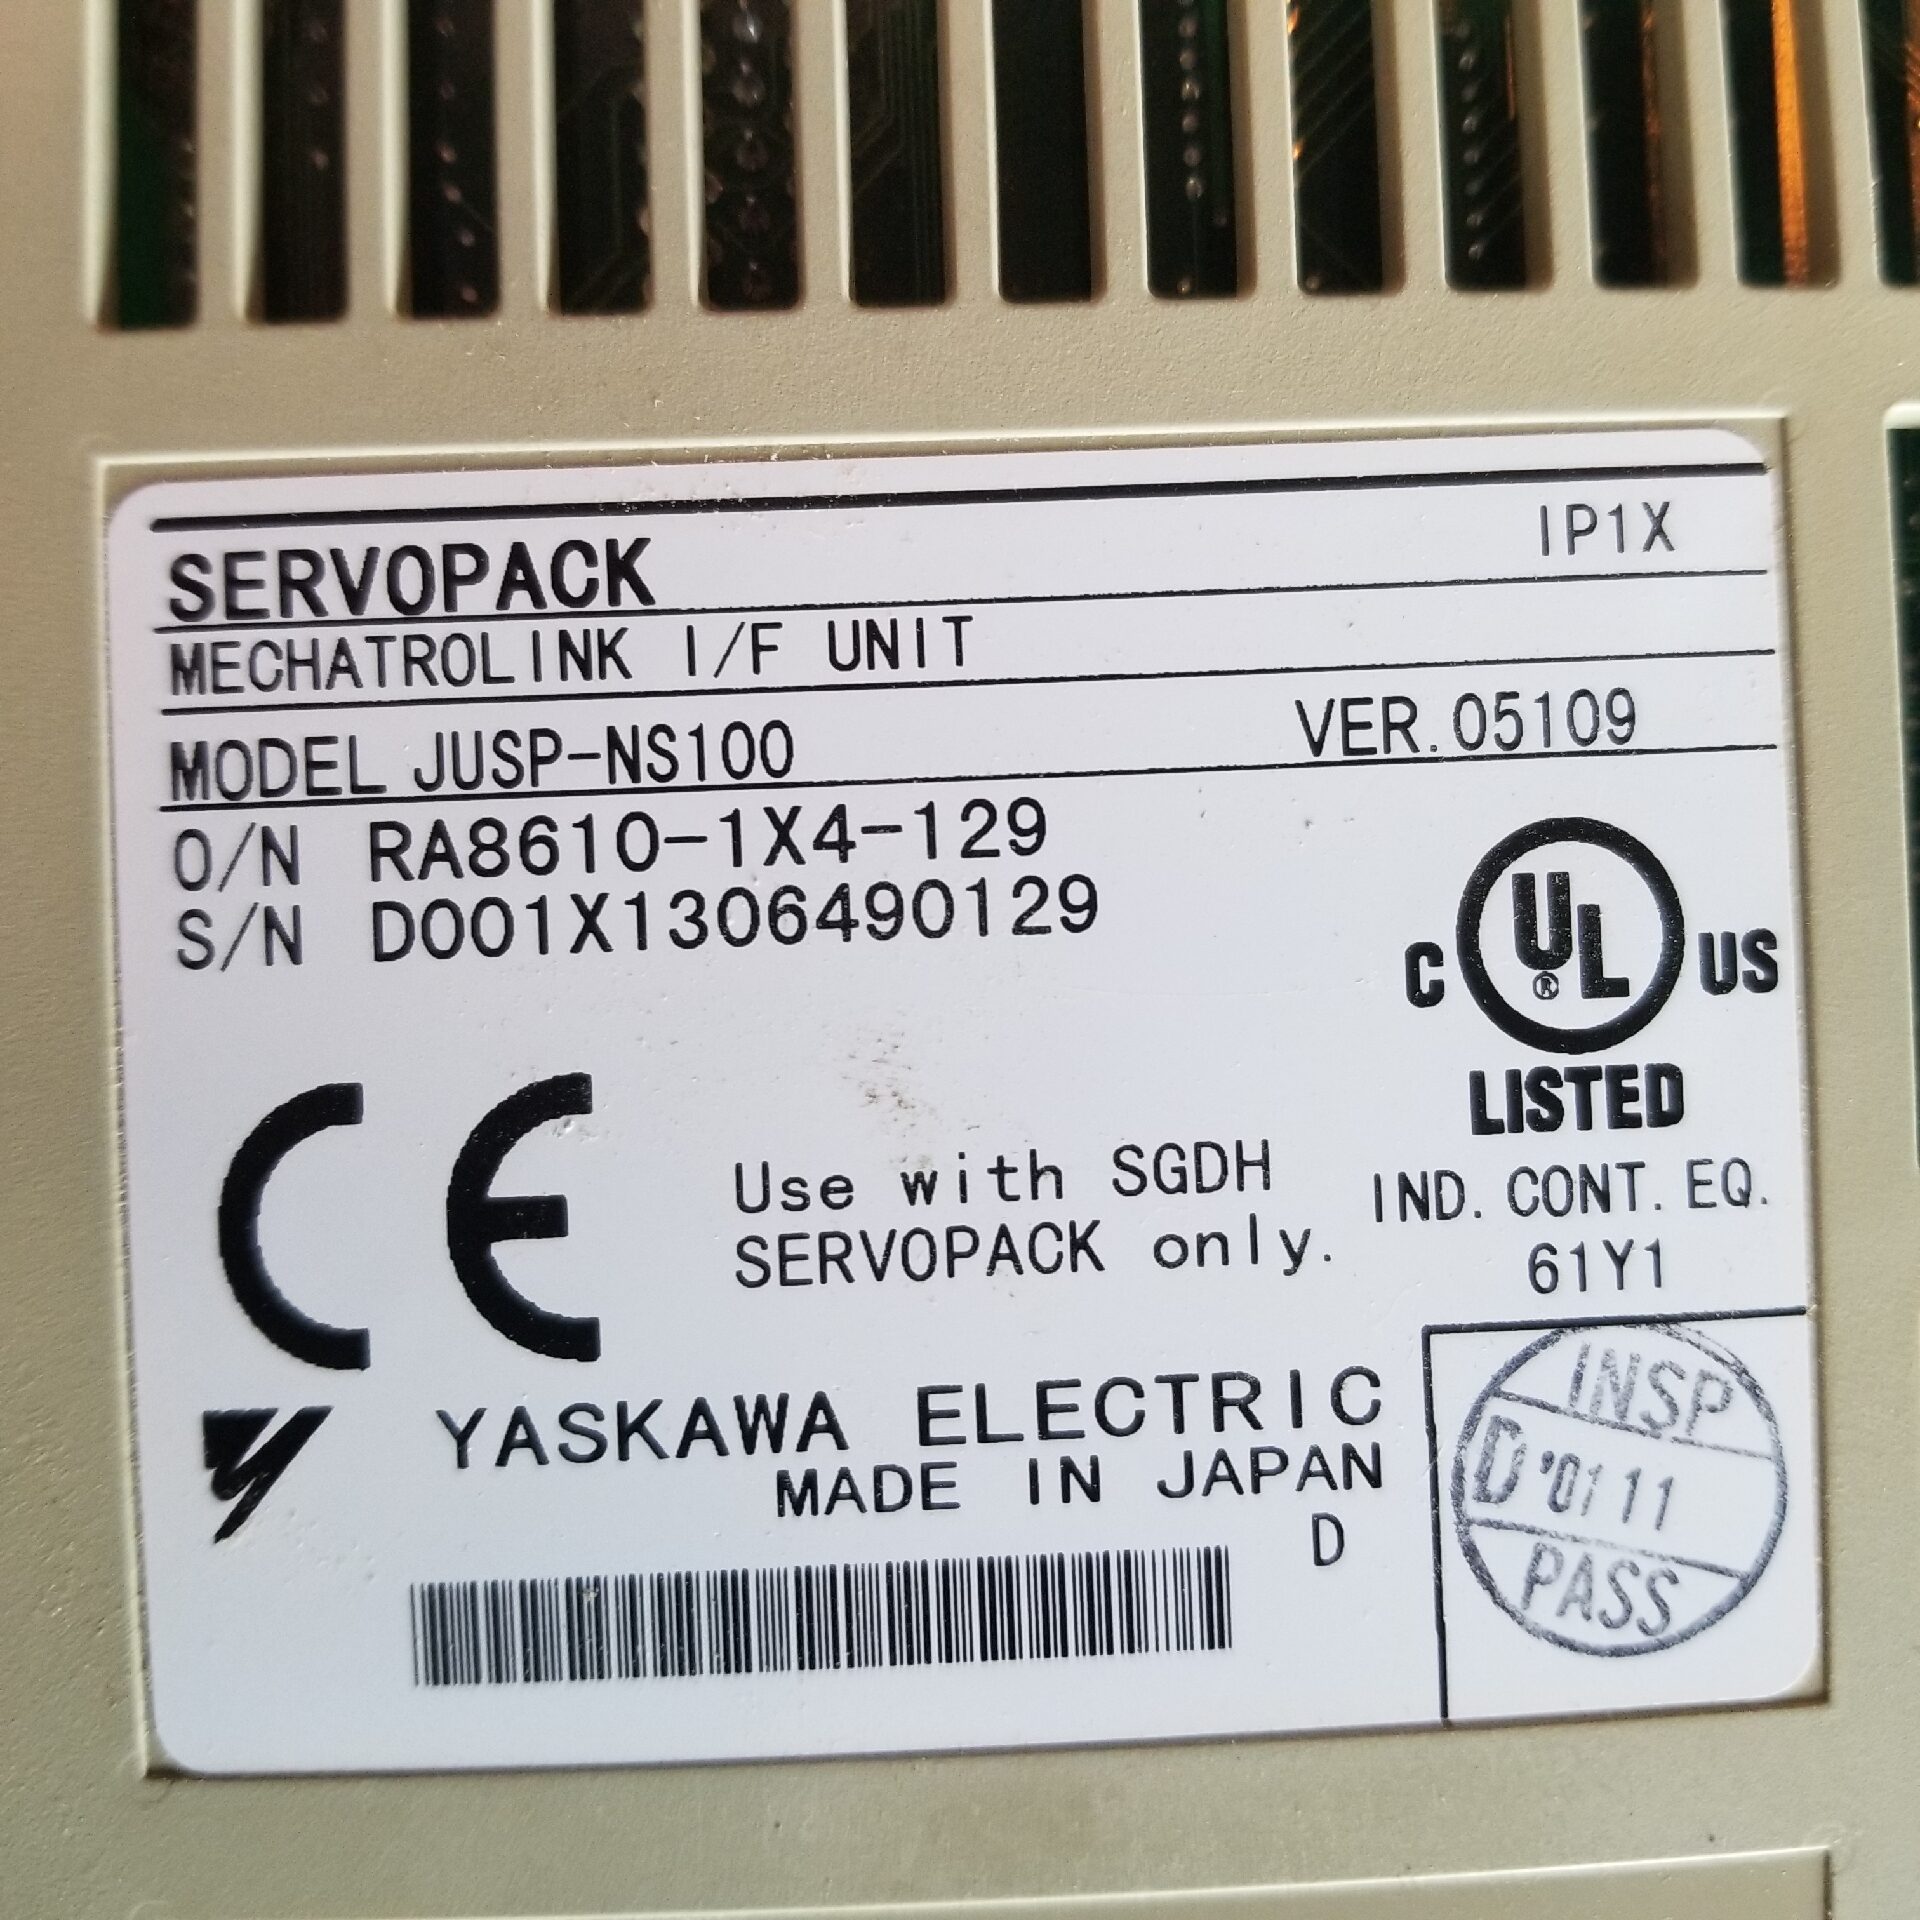 SERVOPACK IP1X
MECHATROLINK I/F UNIT
MODEL JUSP-NS100 VER.05109
O/N RA8610-1X4-129
S/N D001X1306490129
C UL® US
LISTED
IND. CONT. EQ.
61Y1
CE
Use with SGDH
SERVOPACK only.
YASKAWA ELECTRIC
MADE IN JAPAN
D
INSP
D '01 11
PASS